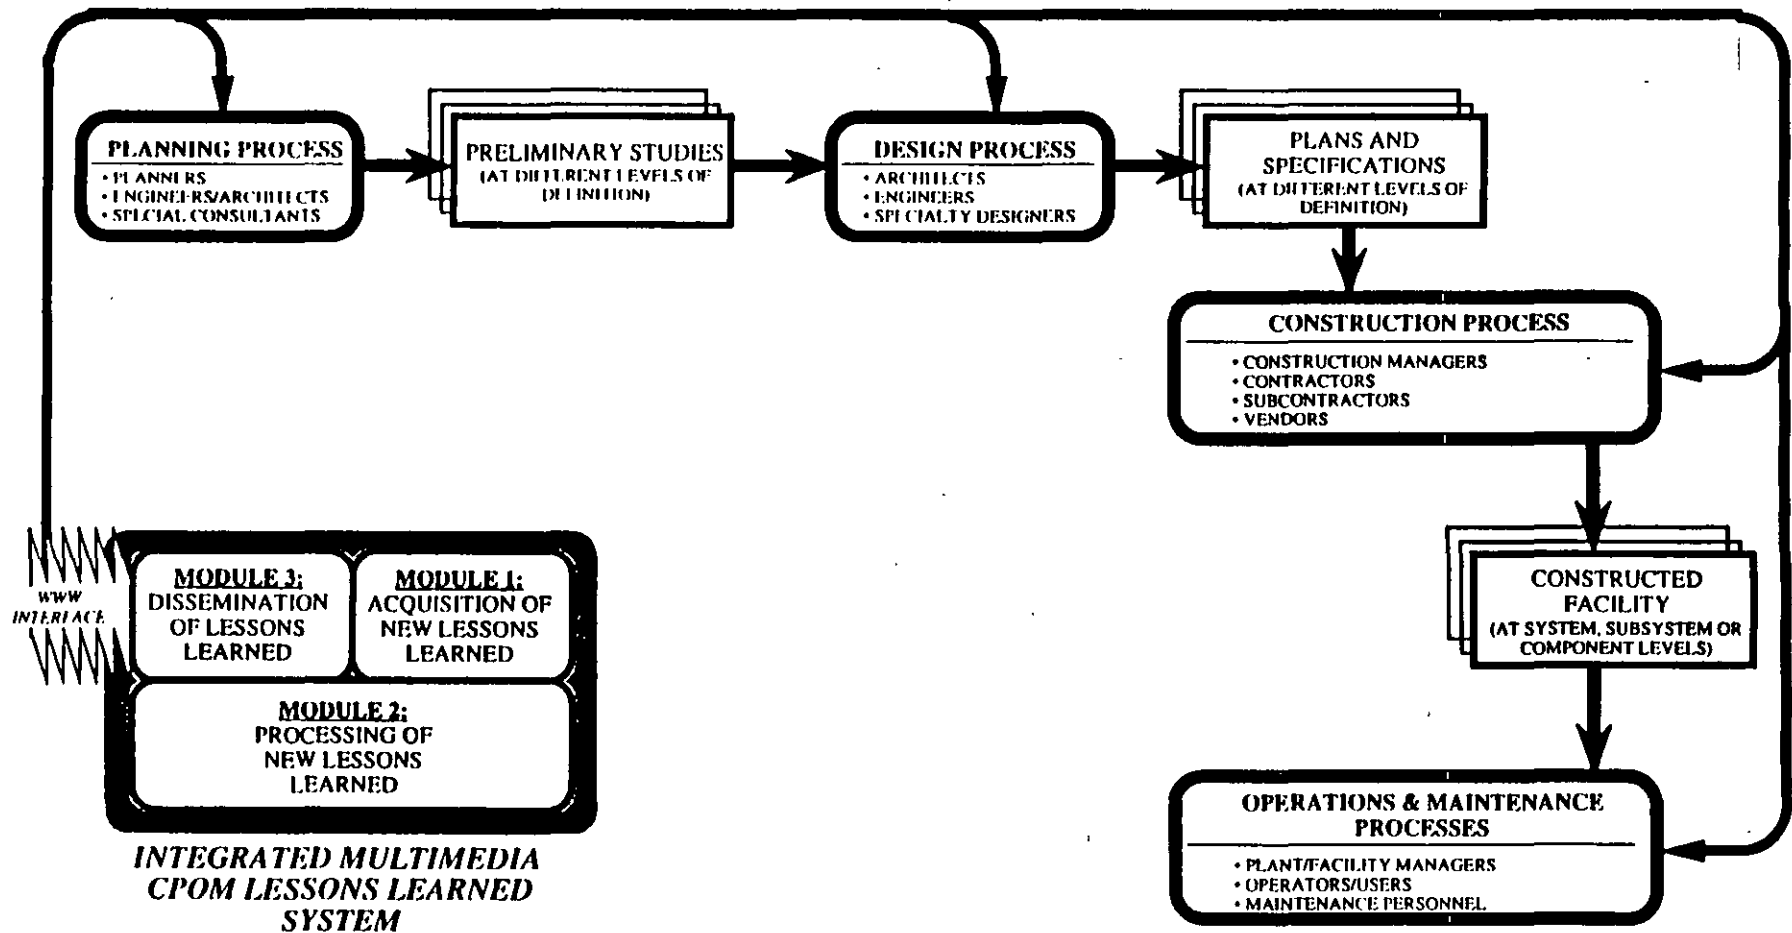 PLANNING PROCESS
• PLANNERS
• ENGINEERS/ARCHITECTS
• SPECIAL CONSULTANTS
PRELIMINARY STUDIES
(AT DIFFERENT LEVELS OF
DEFINITION)
DESIGN PROCESS
• ARCHITECTS
• ENGINEERS
• SPECIALTY DESIGNERS
PLANS AND
SPECIFICATIONS
(AT DIFFERENT LEVELS OF
DEFINITION)
CONSTRUCTION PROCESS
• CONSTRUCTION MANAGERS
• CONTRACTORS
• SUBCONTRACTORS
• VENDORS
WWW
INTERFACE
MODULE 3:
DISSEMINATION
OF LESSONS
LEARNED
MODULE 1:
ACQUISITION OF
NEW LESSONS
LEARNED
MODULE 2:
PROCESSING OF
NEW LESSONS
LEARNED
INTEGRATED MULTIMEDIA
CPOM LESSONS LEARNED
SYSTEM
CONSTRUCTED
FACILITY
(AT SYSTEM, SUBSYSTEM OR
COMPONENT LEVELS)
OPERATIONS & MAINTENANCE
PROCESSES
• PLANT/FACILITY MANAGERS
• OPERATORS/USERS
• MAINTENANCE PERSONNEL